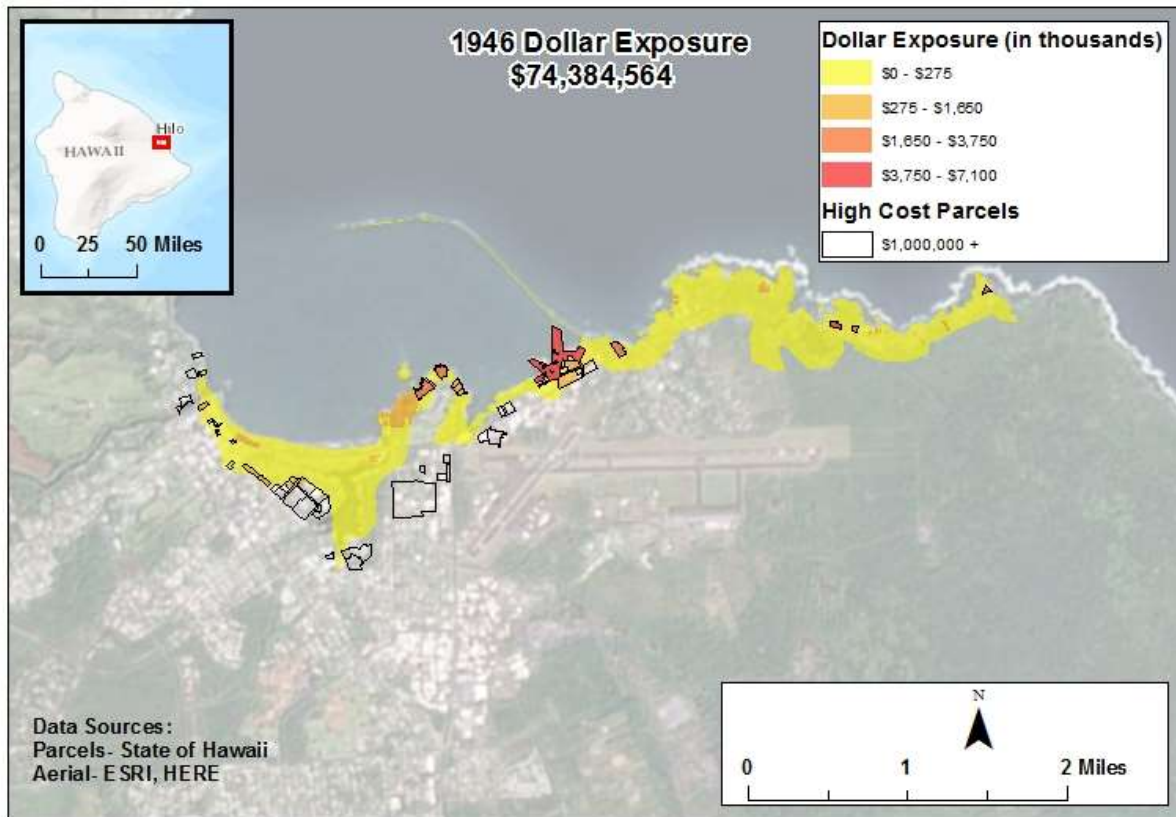 1946 Dollar Exposure
$74,384,564
Hilo
HAWAII
0 25 50 Miles
Dollar Exposure (in thousands)
$0 - $275
$275 - $1,650
$1,650 - $3,750
$3,750 - $7,100
High Cost Parcels
$1,000,000 +
Data Sources:
Parcels- State of Hawaii
Aerial- ESRI, HERE
N
0 1 2 Miles